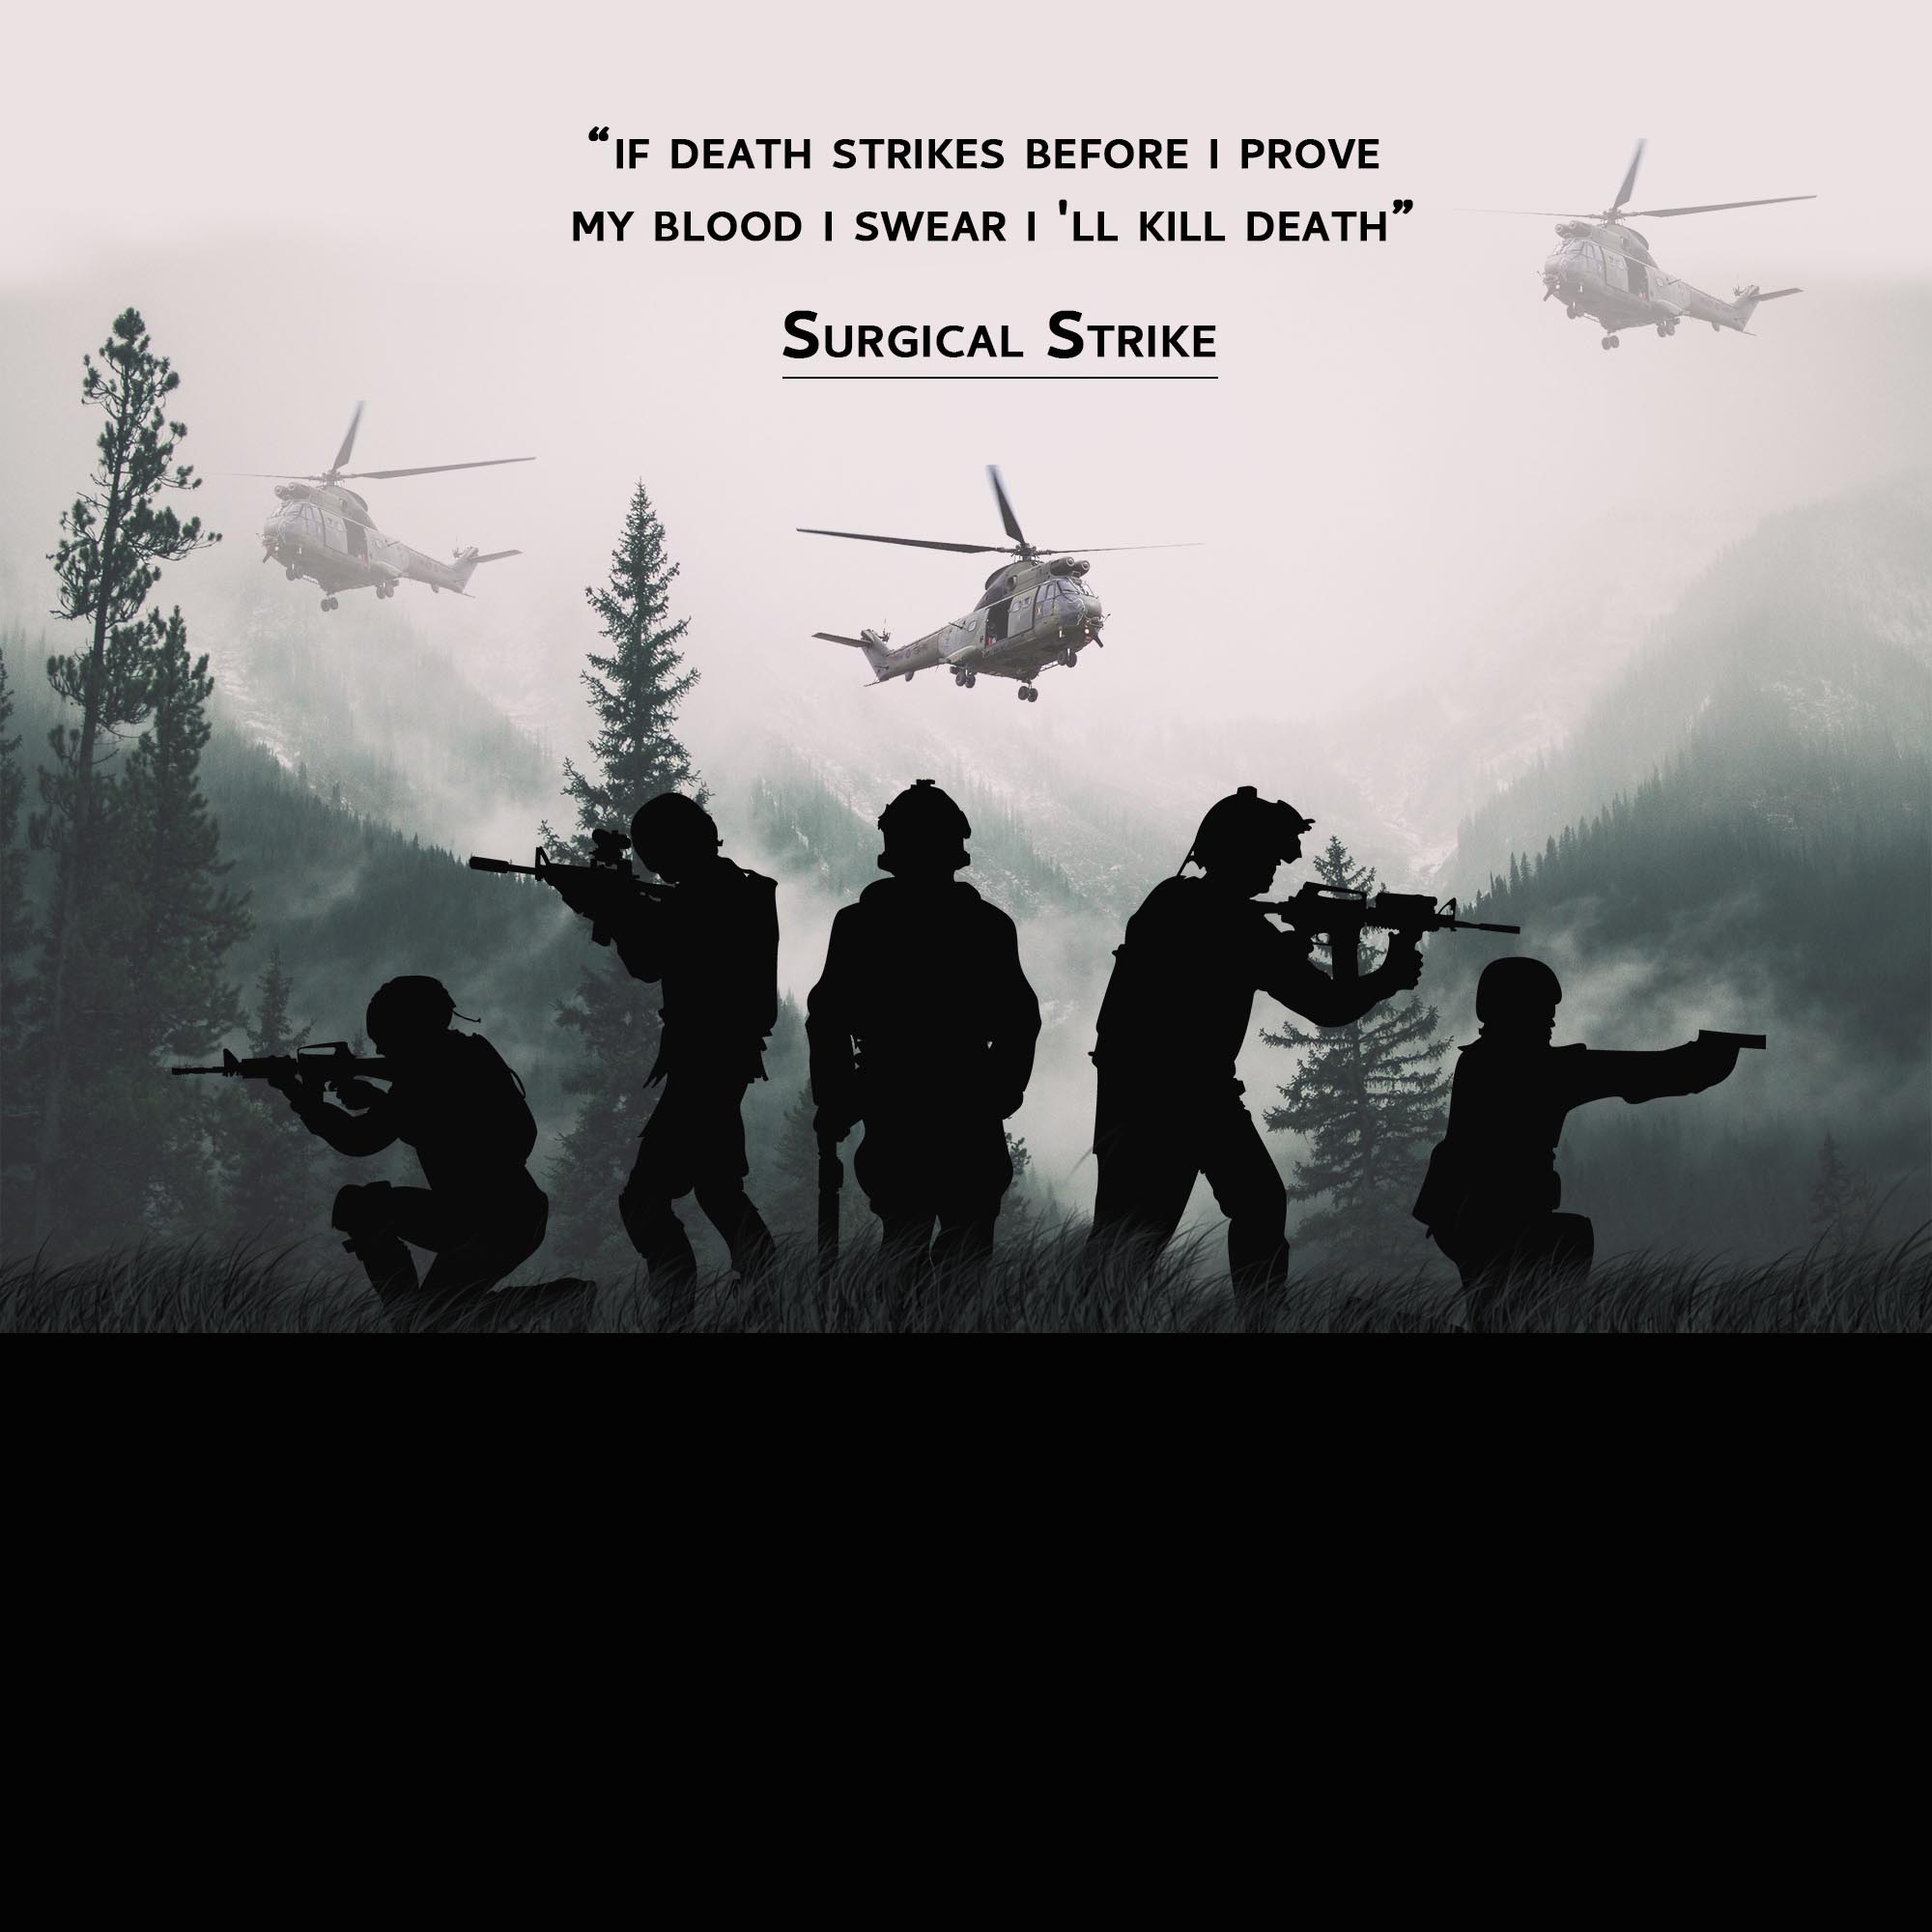 “IF DEATH STRIKES BEFORE I PROVE
MY BLOOD I SWEAR I 'LL KILL DEATH”
SURGICAL STRIKE